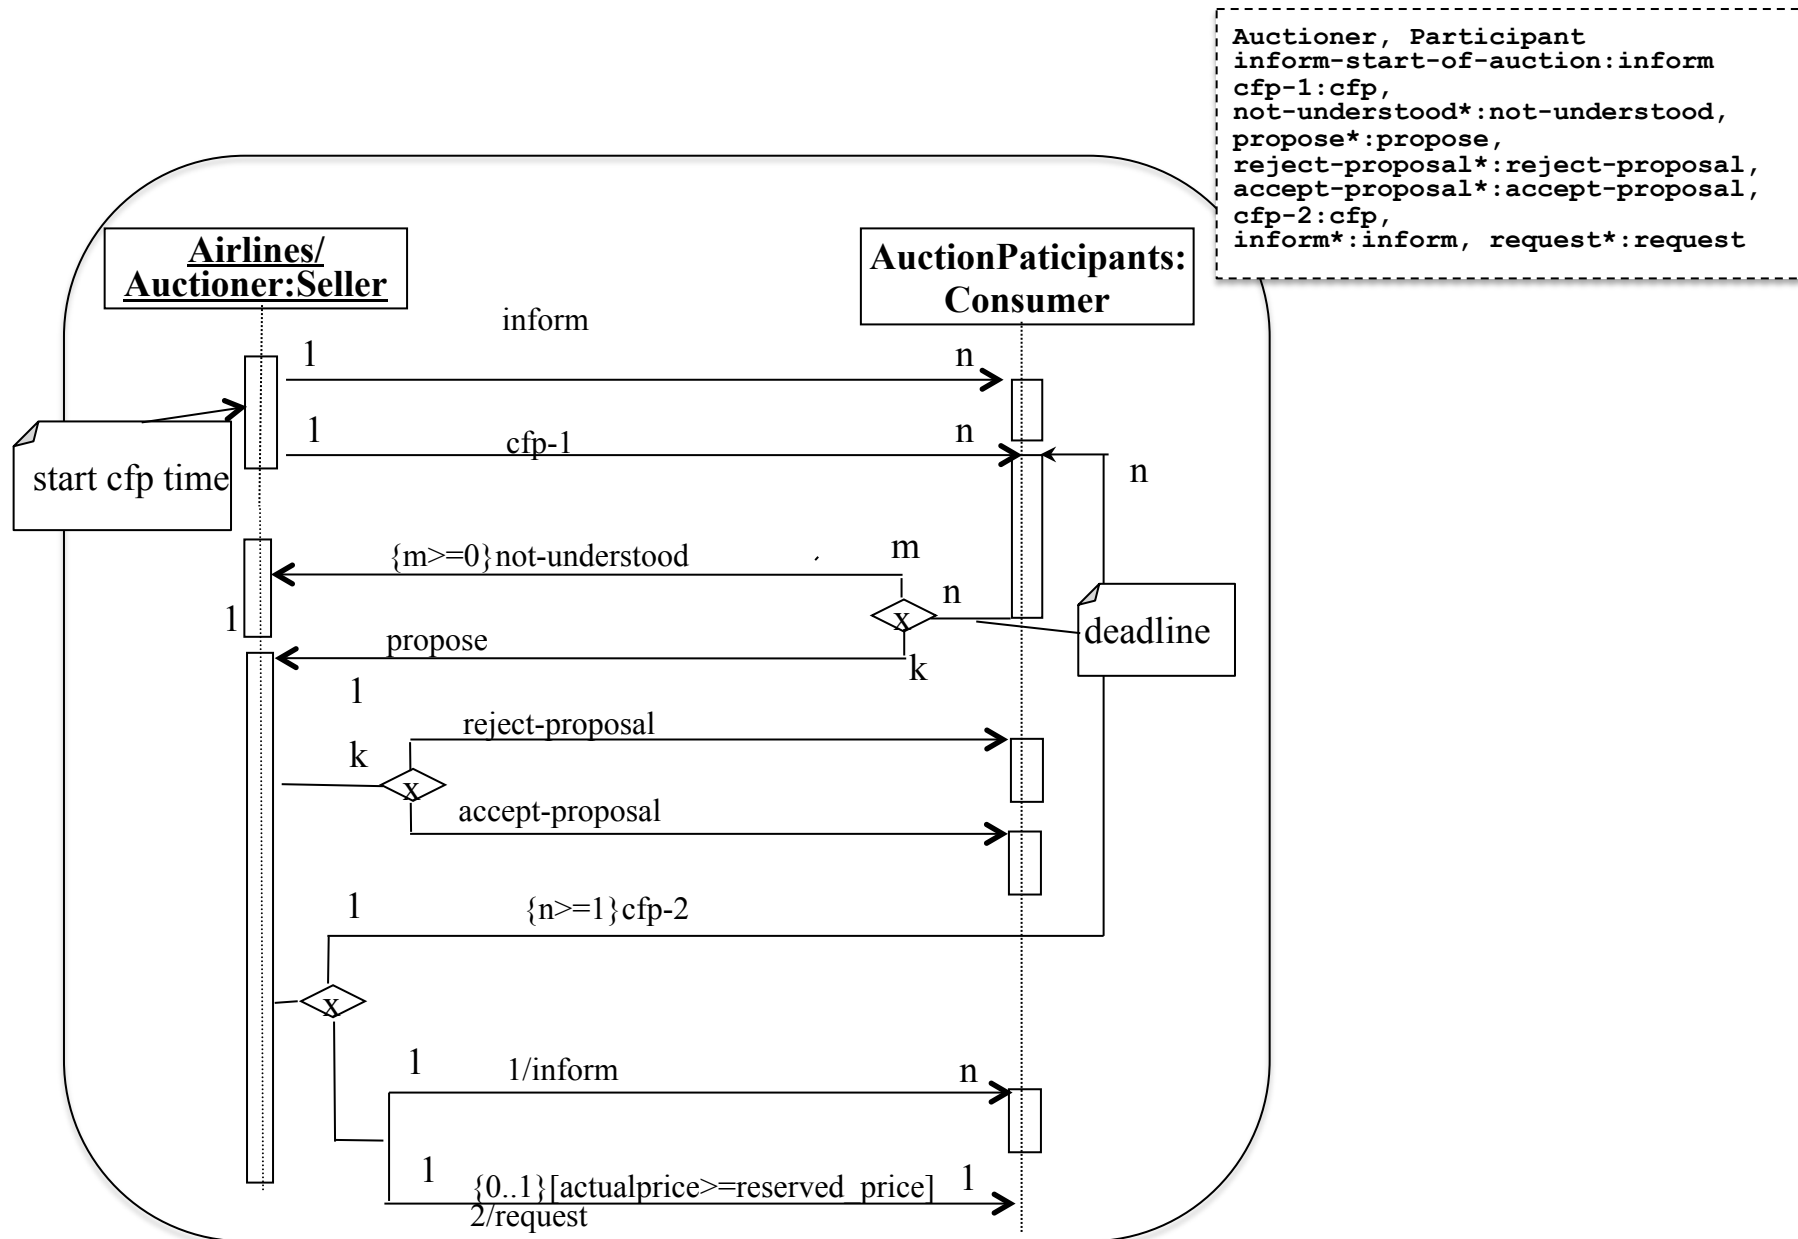 Auctioner, Participant
inform-start-of-auction:inform
cfp-1:cfp,
not-understood*:not-understood,
propose*:propose,
reject-proposal*:reject-proposal,
accept-proposal*:accept-proposal,
cfp-2:cfp,
inform*:inform, request*:request
Airlines/
Auctioner:Seller
AuctionPaticipants:
Consumer
inform
1
n
1
cfp-1
n
n
start cfp time
{m>=0}not-understood
m
n
x
1
deadline
propose
k
1
reject-proposal
k
x
accept-proposal
1
{n>=1}cfp-2
x
1
1/inform
n
1
{0..1}[actualprice>=reserved_price]
1
2/request